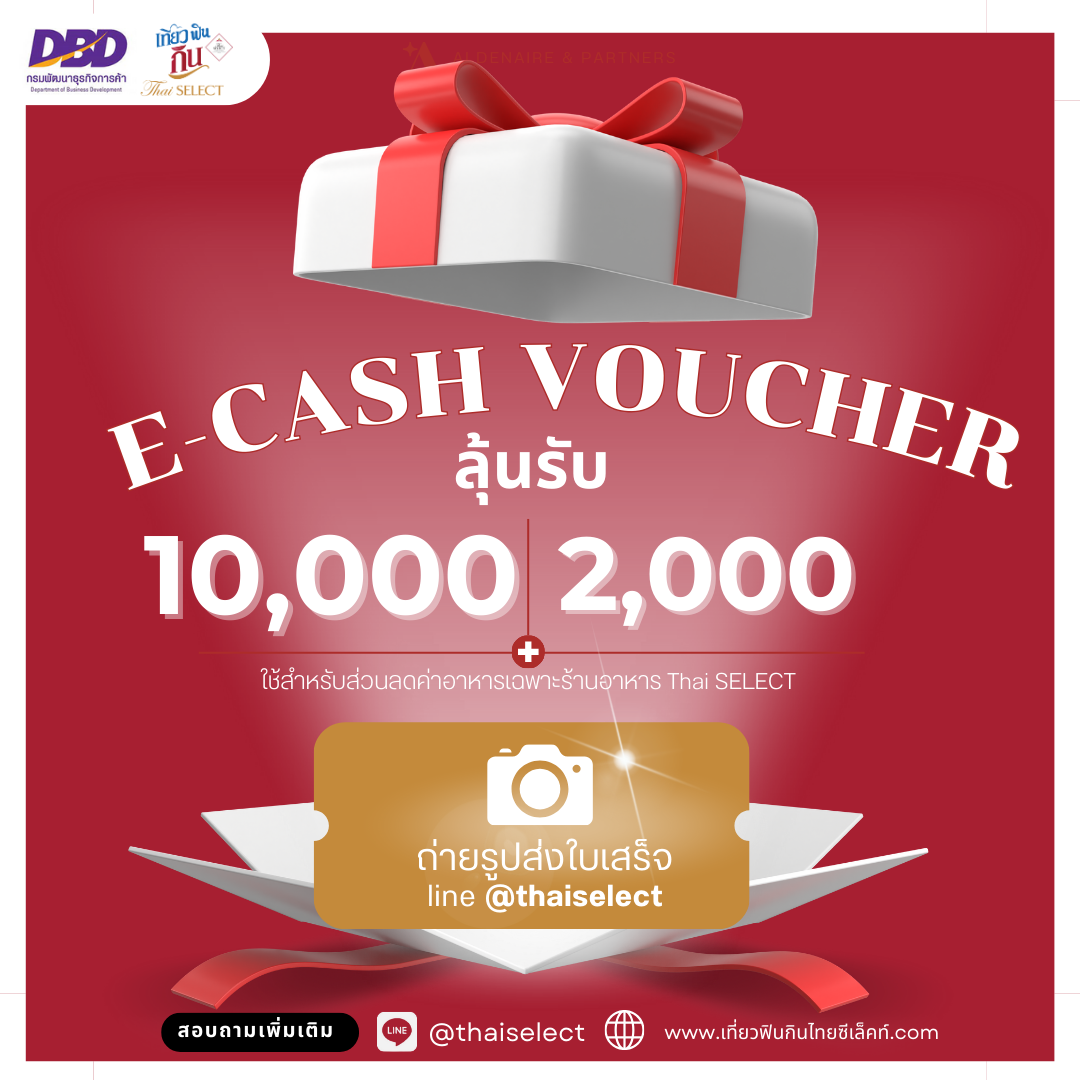 DBD
กรมพัฒนาธุรกิจการค้า
Department of Business Development
เที่ยว ฟิน
กิน
Thai SELECT
ALDENAIRE & PARTNERS
E-CASH VOUCHER
ลุ้นรับ
10,000 2,000
ใช้สำหรับส่วนลดค่าอาหารเฉพาะร้านอาหาร Thai SELECT
ถ่ายรูปส่งใบเสร็จ
line @thaiselect
สอบถามเพิ่มเติม LINE @thaiselect www.เที่ยวฟินกินไทยซีเล็คท์.com